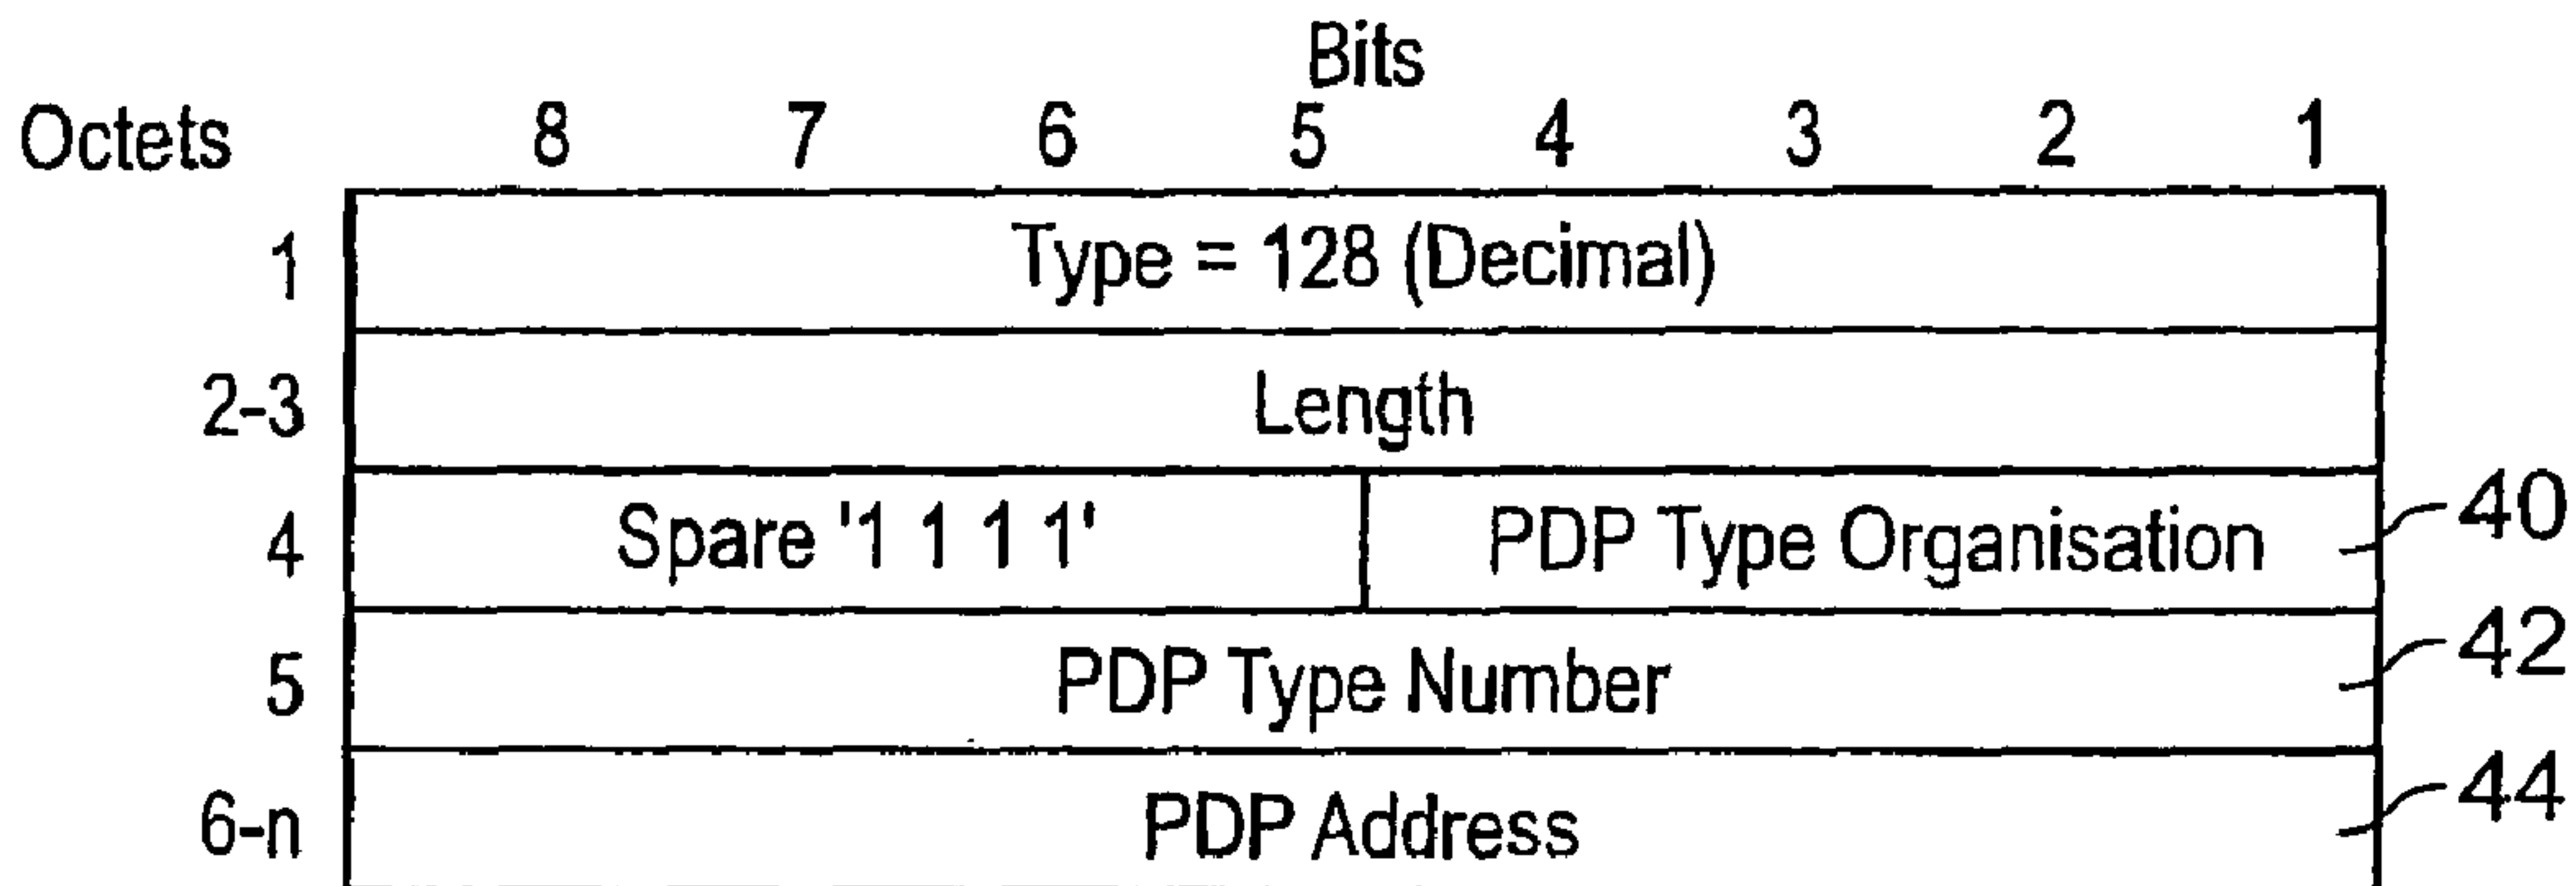 Bits
Octets 8 7 6 5 4 3 2 1
1 Type = 128 (Decimal)
2-3 Length
4 Spare '1 1 1 1' PDP Type Organisation 40
5 PDP Type Number 42
6-n PDP Address 44